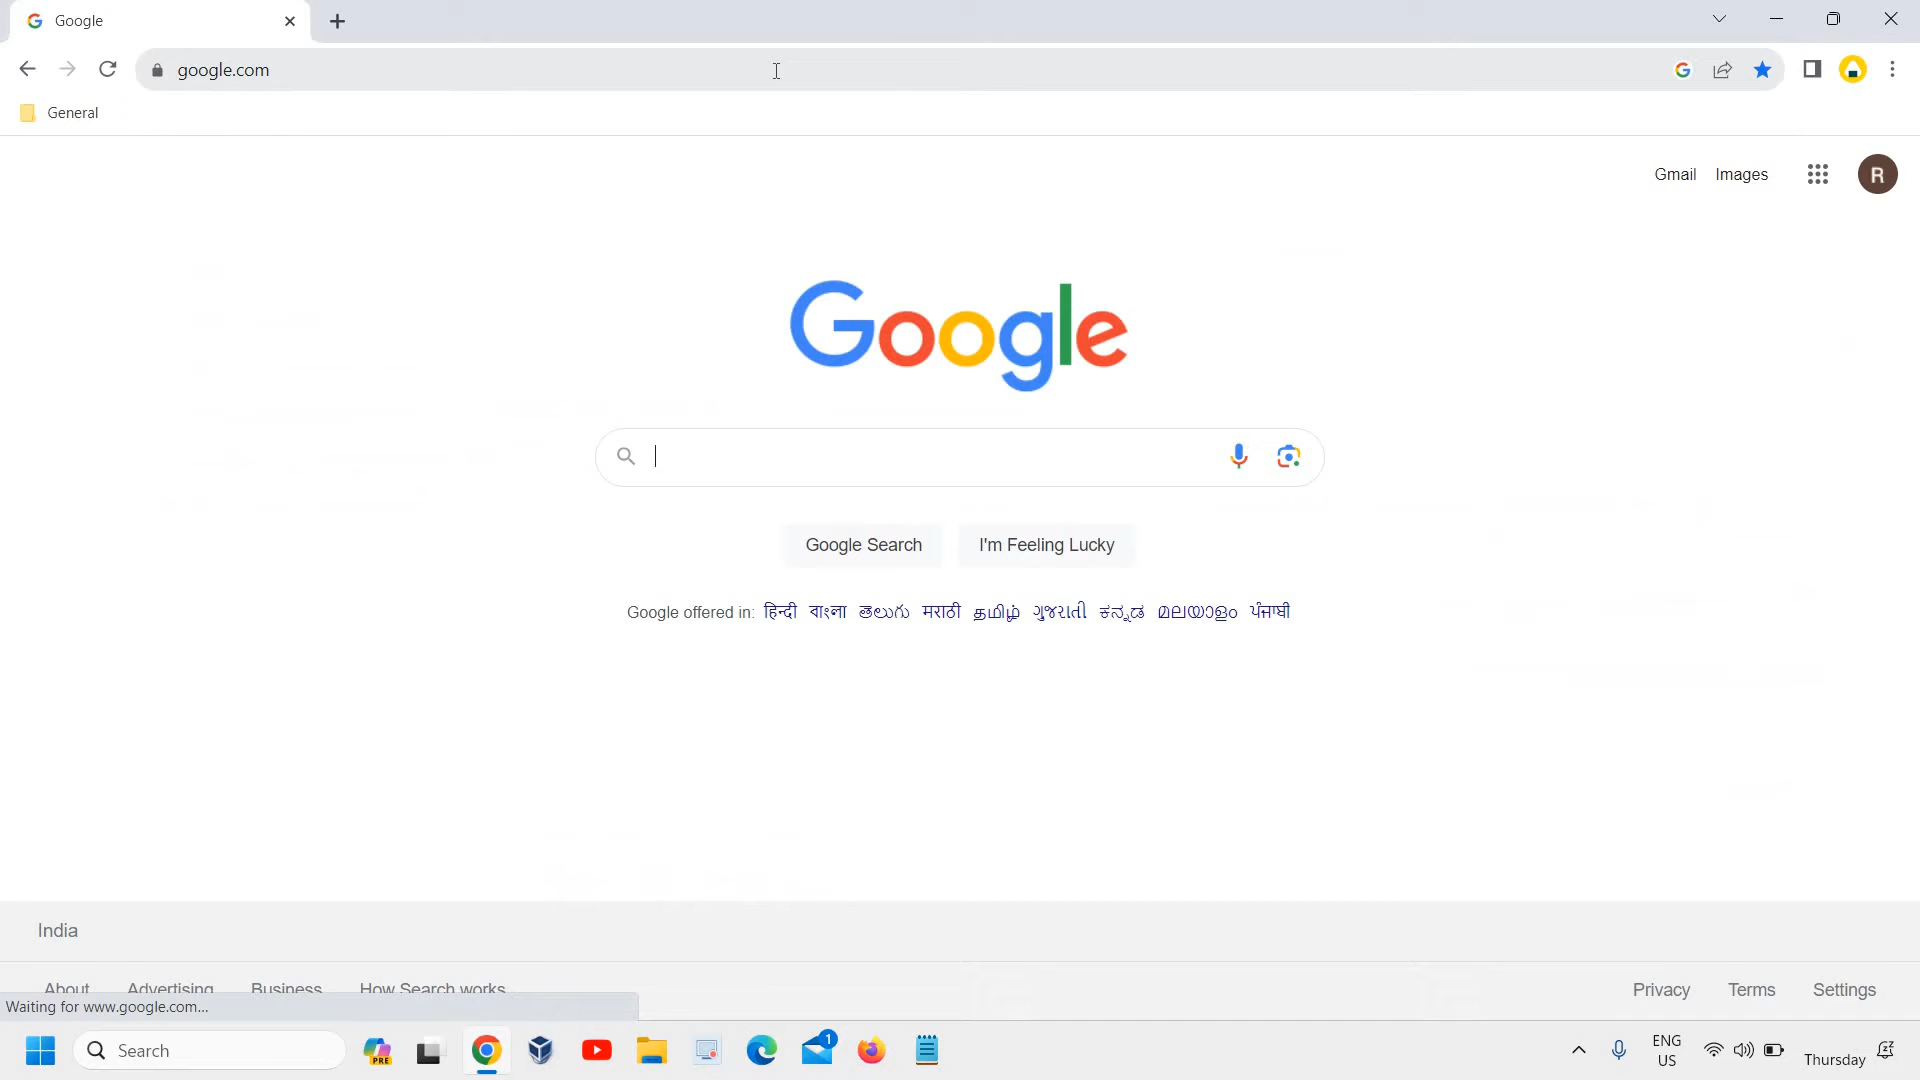 Google
google.com
General
Gmail Images
R
Google
Google Search I'm Feeling Lucky
Google offered in: हिन्दी বাংলা తెలుగు मराठी தமிழ் ગુજરાતી ಕನ್ನಡ മലയാളം ਪੰਜਾਬੀ
India
About Advertising Business How Search works
Privacy Terms Settings
Waiting for www.google.com...
Search
PRE
1
ENG
US
Thursday